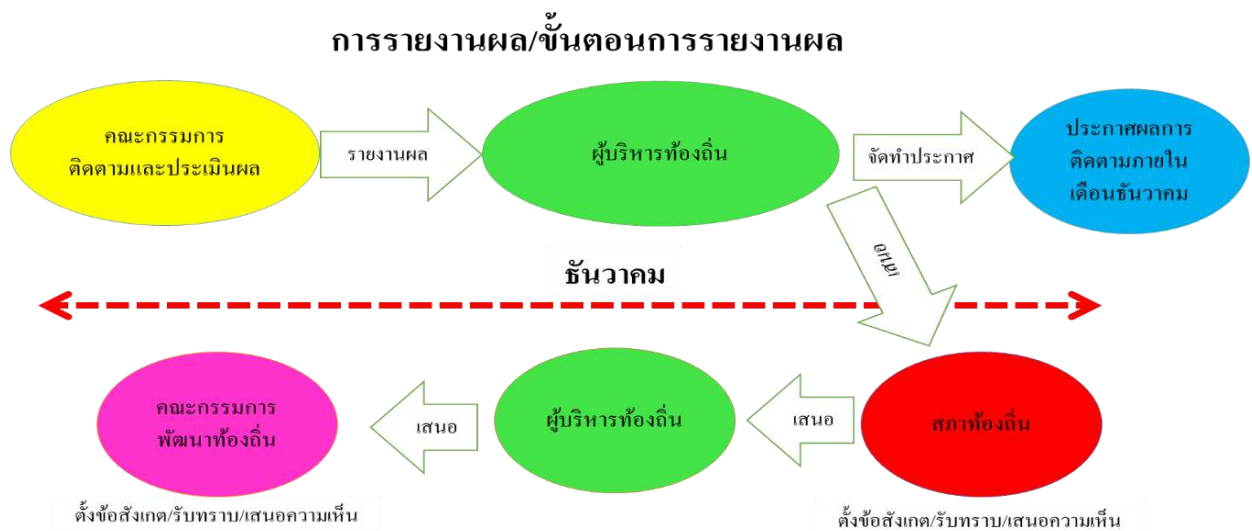 การรายงานผล/ขั้นตอนการรายงานผล
คณะกรรมการ
ติดตามและประเมินผล
รายงานผล
ผู้บริหารท้องถิ่น
จัดทำประกาศ
ประกาศผลการ
ติดตามภายใน
เดือนธันวาคม
เสนอ
ธันวาคม
คณะกรรมการ
พัฒนาท้องถิ่น
เสนอ
ผู้บริหารท้องถิ่น
เสนอ
สภาท้องถิ่น
ตั้งข้อสังเกต/รับทราบ/เสนอความเห็น
ตั้งข้อสังเกต/รับทราบ/เสนอความเห็น